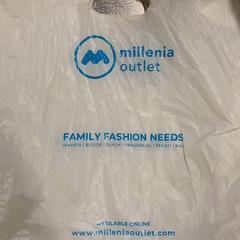 millenia
outlet
FAMILY FASHION NEEDS
JAKARTA | BOGOR | DEPOK | TANGERANG | BEKASI | BALI
AVAILABLE ONLINE
www.milleniaoutlet.com